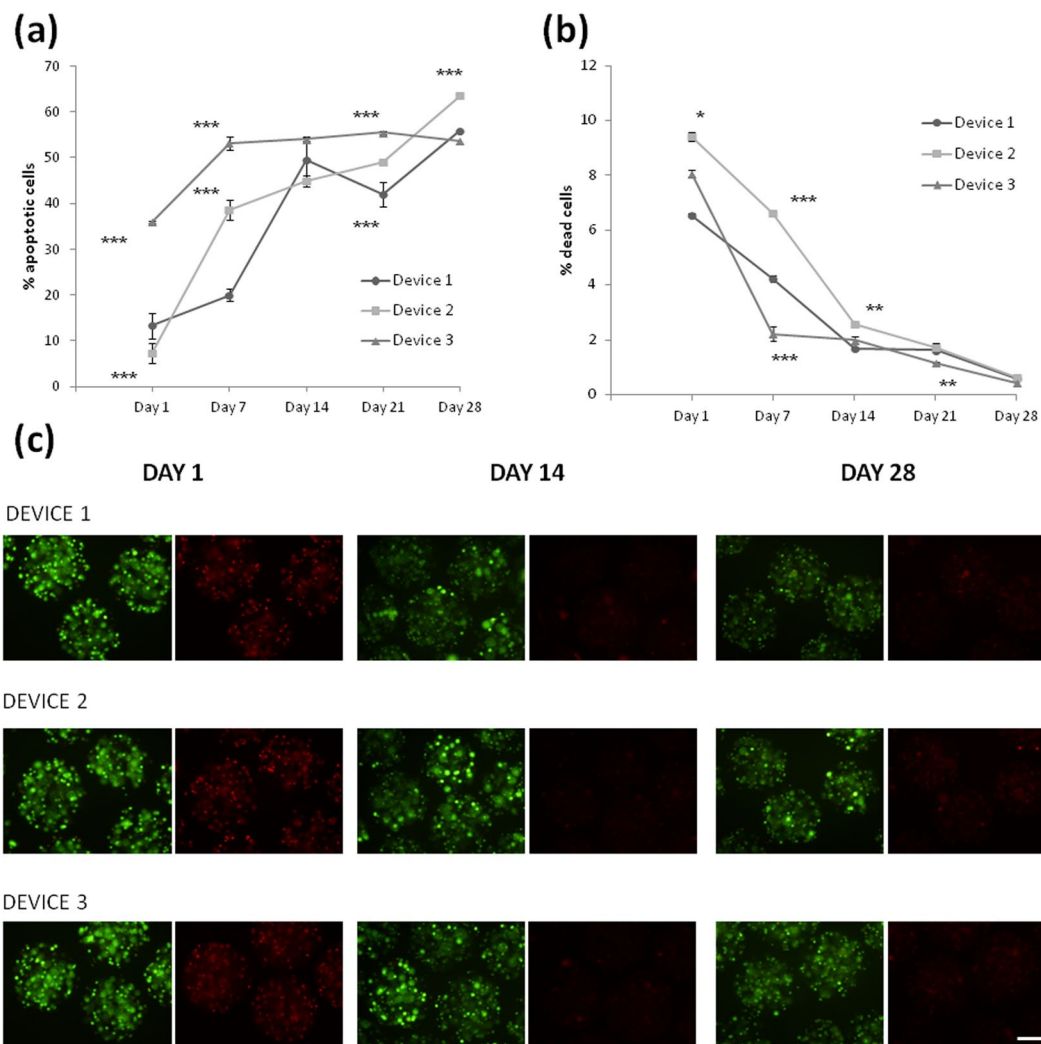 (a)
% apoptotic cells
70
60
50
40
30
20
10
0
***
***
***
***
***
***
***
Device 1
Device 2
Device 3
Day 1 Day 7 Day 14 Day 21 Day 28
(b)
% dead cells
12
10
8
6
4
2
0
*
***
**
***
**
Device 1
Device 2
Device 3
Day 1 Day 7 Day 14 Day 21 Day 28
(c)
DAY 1 DAY 14 DAY 28
DEVICE 1
DEVICE 2
DEVICE 3